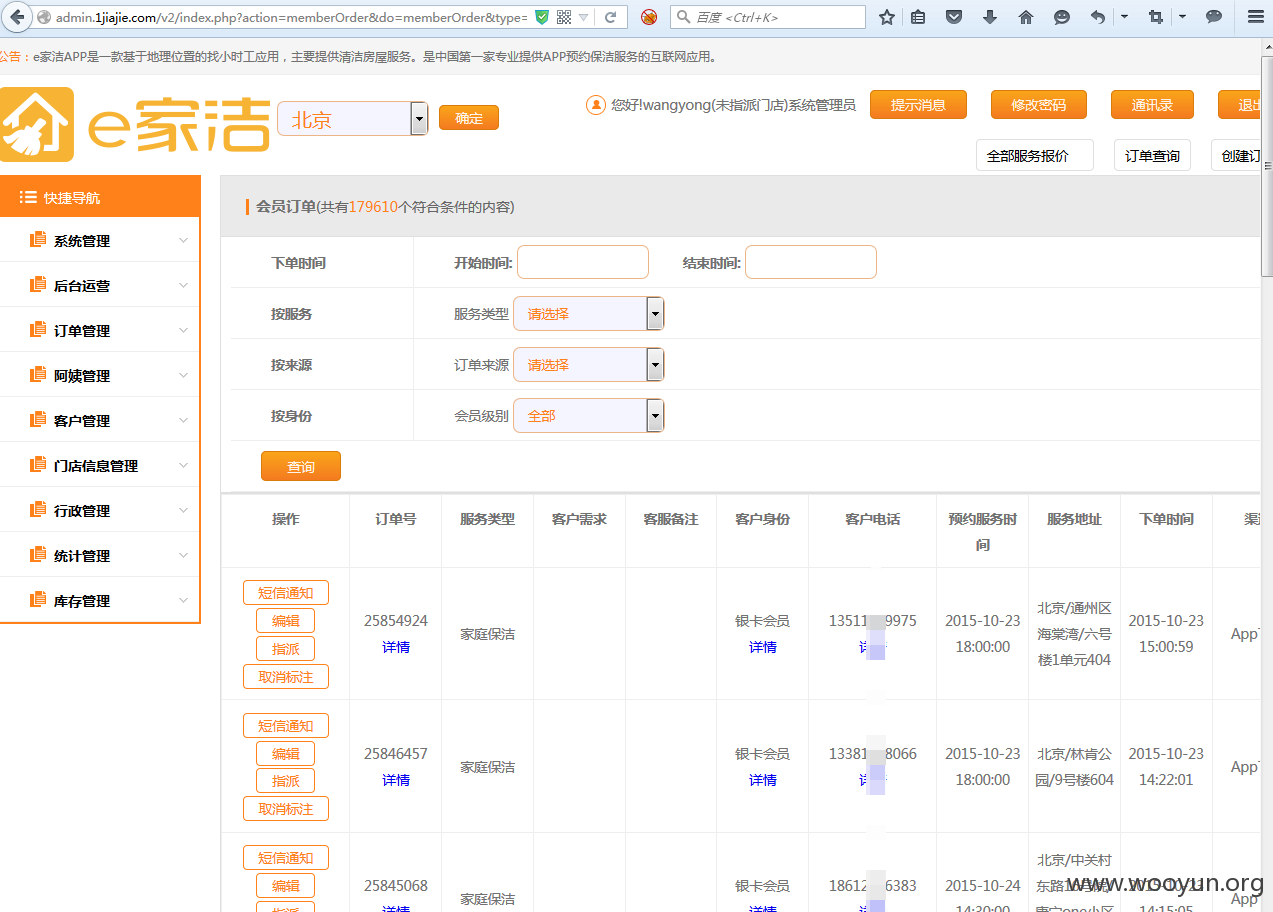 admin.1jiajie.com/v2/index.php?action=memberOrder&do=memberOrder&type=
百度 <Ctrl+K>
公告：e家洁APP是一款基于地理位置的找小时工应用，主要提供清洁房屋服务。是中国第一家专业提供APP预约保洁服务的互联网应用。
e家洁
北京
确定
您好!wangyong(未指派门店)系统管理员
提示消息
修改密码
通讯录
退出
全部服务报价
订单查询
创建订
快捷导航
系统管理
后台运营
订单管理
阿姨管理
客户管理
门店信息管理
行政管理
统计管理
库存管理
会员订单(共有179610个符合条件的内容)
下单时间
开始时间:
结束时间:
按服务
服务类型
请选择
按来源
订单来源
请选择
按身份
会员级别
全部
查询
操作
订单号
服务类型
客户需求
客服备注
客户身份
客户电话
预约服务时
间
服务地址
下单时间
短信通知
编辑
指派
取消标注
25854924
详情
家庭保洁
银卡会员
详情
13511 9975
2015-10-23
18:00:00
北京/通州区
海棠湾/六号
楼1单元404
2015-10-23
15:00:59
App
短信通知
编辑
指派
取消标注
25846457
详情
家庭保洁
银卡会员
详情
13381 8066
2015-10-23
18:00:00
北京/林肯公
园/9号楼604
2015-10-23
14:22:01
App
短信通知
编辑
指派
25845068
详情
家庭保洁
银卡会员
详情
18612 6383
2015-10-24
14:30:00
北京/中关村
2015-10-23
14:15:05
App
www.wooyun.org